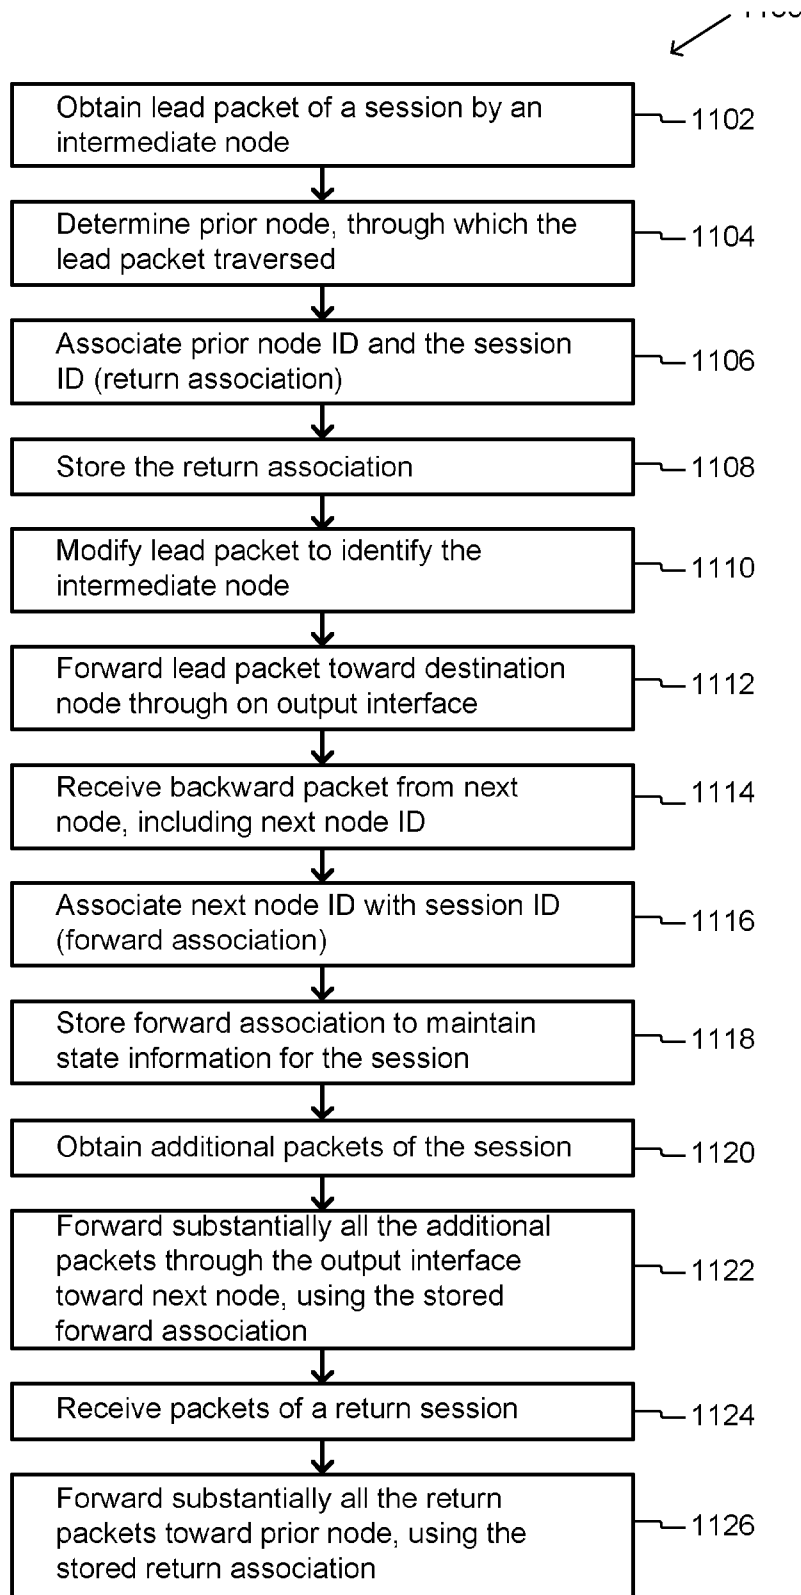 Obtain lead packet of a session by an
intermediate node
1102
Determine prior node, through which the
lead packet traversed
1104
Associate prior node ID and the session
ID (return association)
1106
Store the return association
1108
Modify lead packet to identify the
intermediate node
1110
Forward lead packet toward destination
node through on output interface
1112
Receive backward packet from next
node, including next node ID
1114
Associate next node ID with session ID
(forward association)
1116
Store forward association to maintain
state information for the session
1118
Obtain additional packets of the session
1120
Forward substantially all the additional
packets through the output interface
toward next node, using the stored
forward association
1122
Receive packets of a return session
1124
Forward substantially all the return
packets toward prior node, using the
stored return association
1126